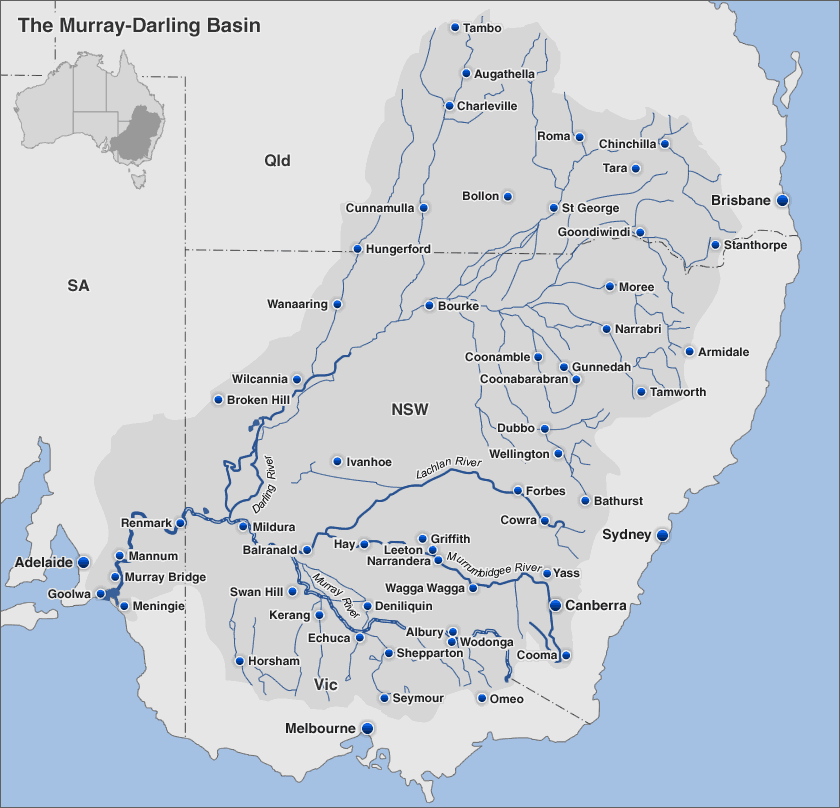 The Murray-Darling Basin
Tambo
Augathella
Charleville
Roma
Chinchilla
Tara
Qld
Bollon
Brisbane
Cunnamulla
St George
Goondiwindi
Stanthorpe
Hungerford
SA
Moree
Wanaaring
Bourke
Narrabri
Armidale
Coonamble
Gunnedah
Coonabarabran
Wilcannia
Tamworth
Broken Hill
NSW
Dubbo
Wellington
Ivanhoe
Lachlan River
Darling River
Forbes
Bathurst
Renmark
Mildura
Cowra
Sydney
Griffith
Hay
Leeton
Balranald
Mannum
Narrandera
Adelaide
Murrumbidgee River
Yass
Murray Bridge
Murray River
Wagga Wagga
Swan Hill
Goolwa
Meningie
Deniliquin
Canberra
Kerang
Albury
Echuca
Wodonga
Shepparton
Cooma
Horsham
Vic
Seymour
Omeo
Melbourne